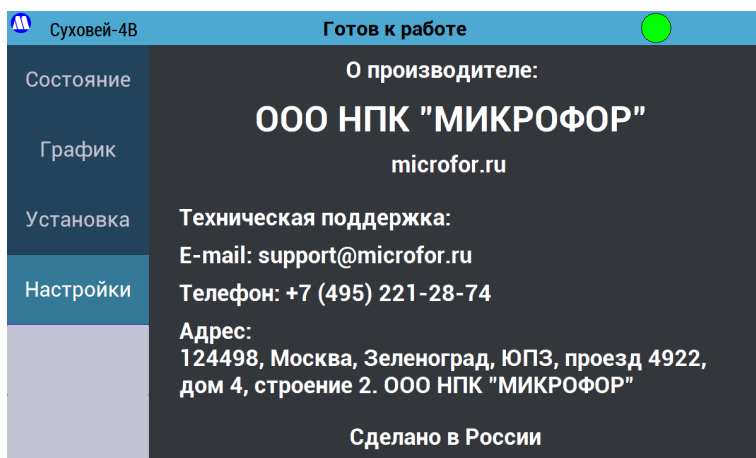 Суховей-4В
Готов к работе
Состояние
График
Установка
Настройки
О производителе:
ООО НПК "МИКРОФОР"
microfor.ru
Техническая поддержка:
E-mail: support@microfor.ru
Телефон: +7 (495) 221-28-74
Адрес:
124498, Москва, Зеленоград, ЮПЗ, проезд 4922,
дом 4, строение 2. ООО НПК "МИКРОФОР"
Сделано в России